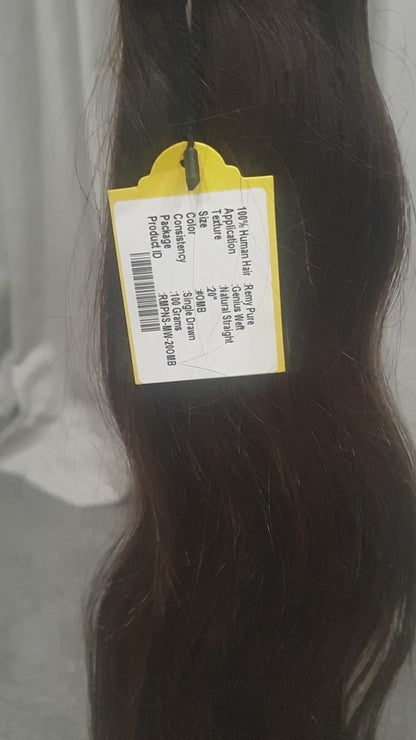 100% Human Hair :Remy Pure
Application :Genius Weft
Texture :Natural Straight
Size :20"
Color :#OMB
Consistency :Single Drawn
Package :100 Grams
Product ID :RMPNS-MW-20OMB